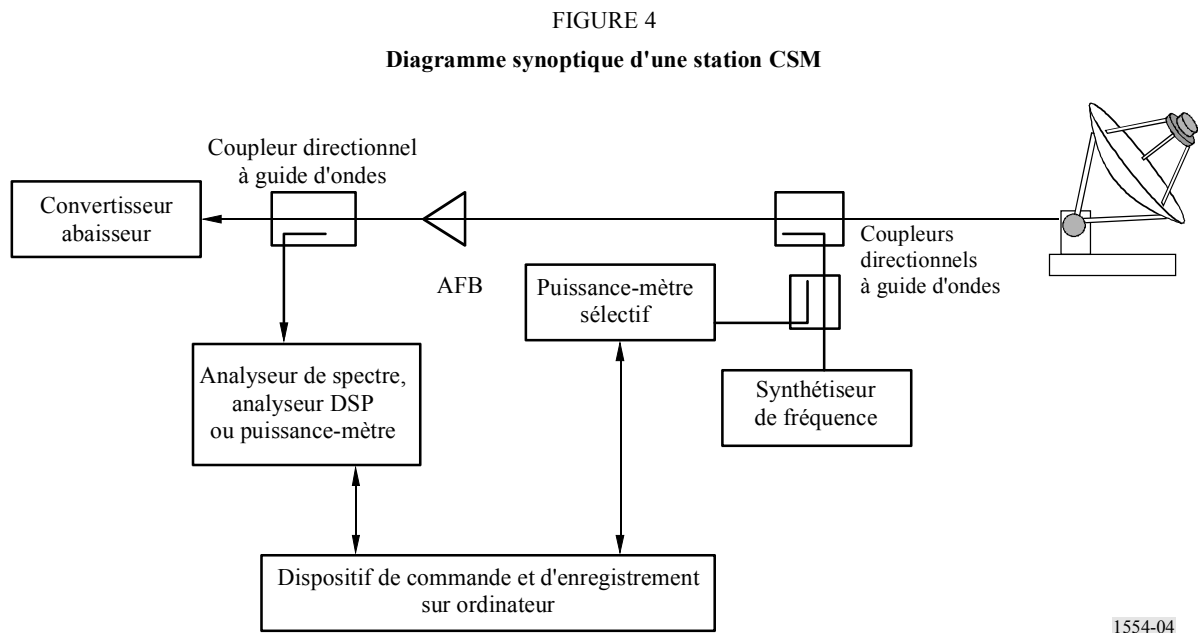 FIGURE 4
Diagramme synoptique d'une station CSM
Coupleur directionnel
à guide d'ondes
Convertisseur
abaisseur
AFB
Coupleurs
directionnels
à guide d'ondes
Puissance-mètre
sélectif
Analyseur de spectre,
analyseur DSP
ou puissance-mètre
Synthétiseur
de fréquence
Dispositif de commande et d'enregistrement
sur ordinateur
1554-04